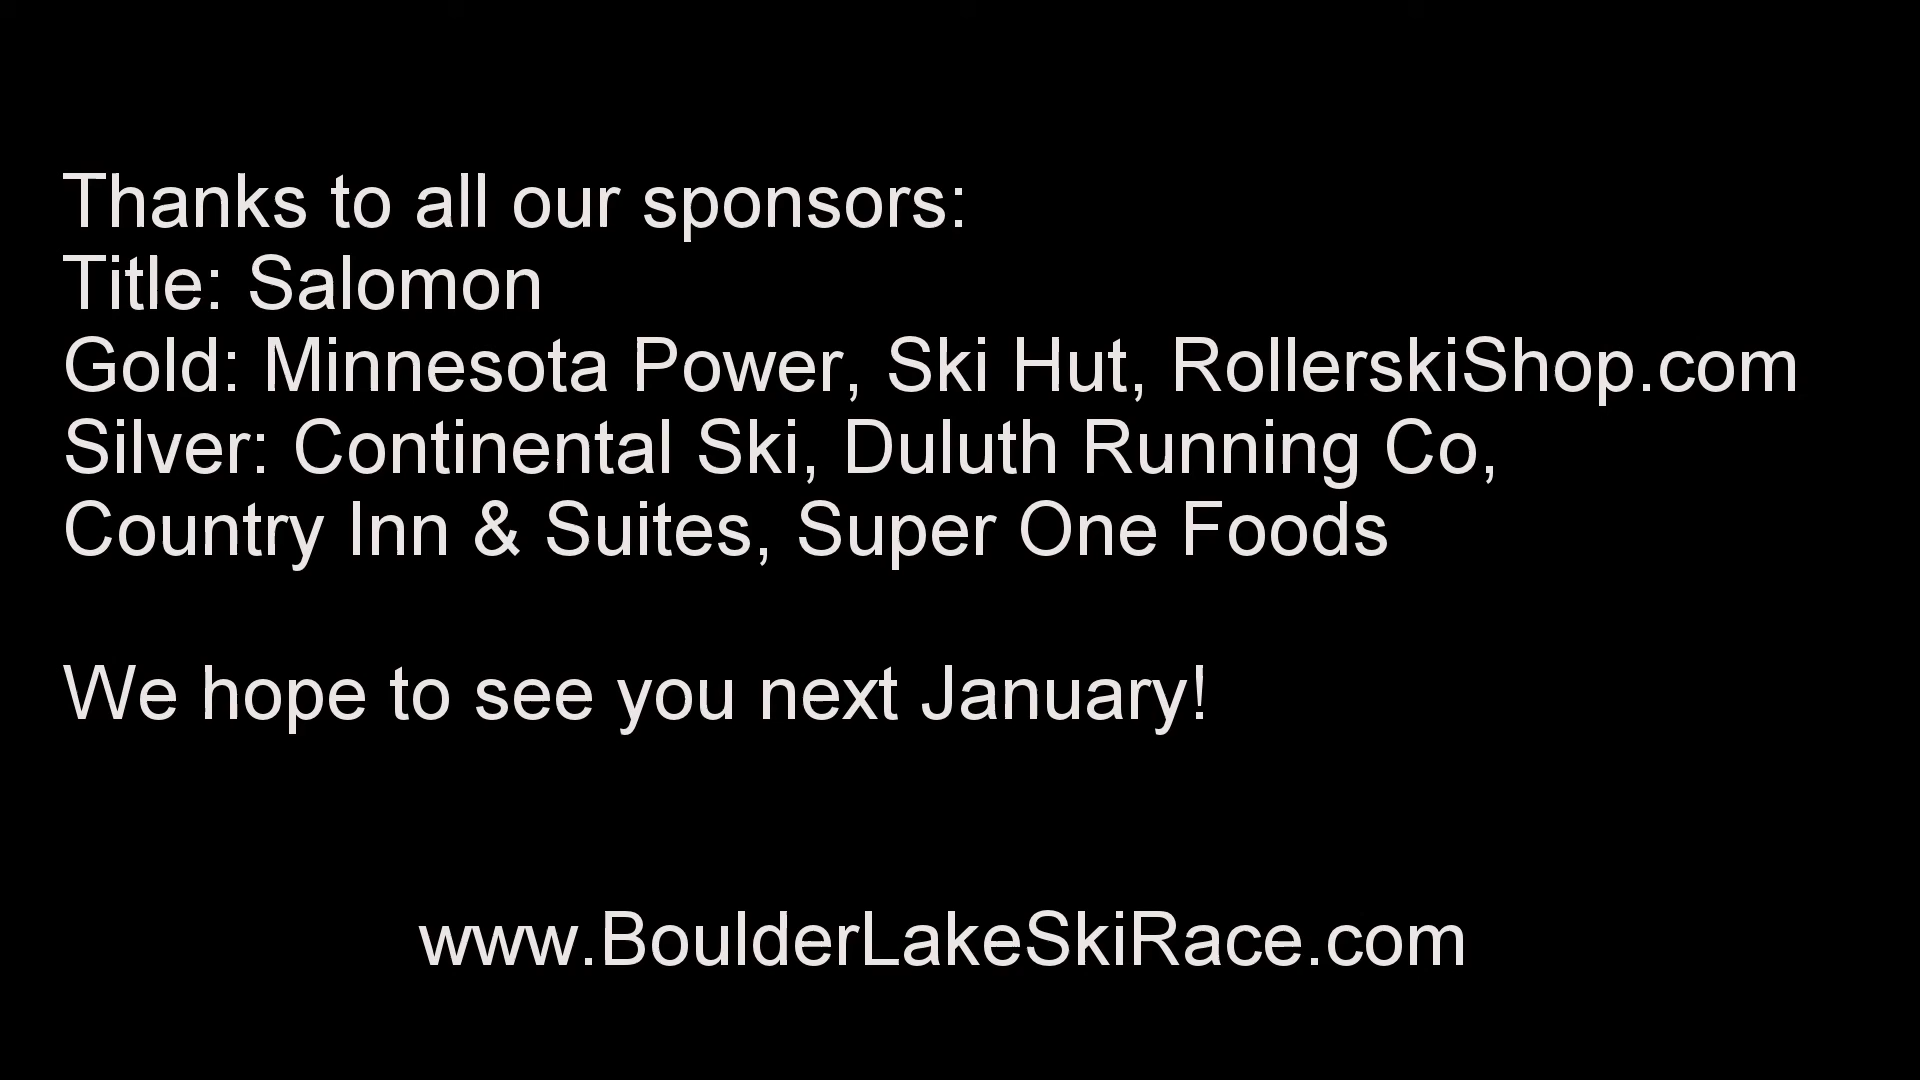 Thanks to all our sponsors:
Title: Salomon
Gold: Minnesota Power, Ski Hut, RollerskiShop.com
Silver: Continental Ski, Duluth Running Co,
Country Inn & Suites, Super One Foods
We hope to see you next January!
www.BoulderLakeSkiRace.com